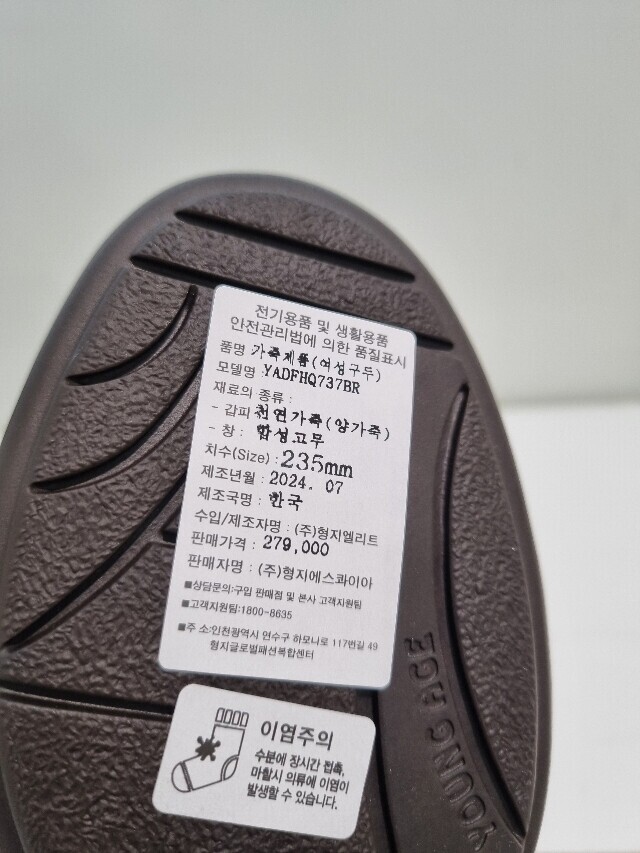 전기용품 및 생활용품
안전관리법에 의한 품질표시
품명 가죽제품(여성구두)
모델명 : YADFHQ737BR
재료의 종류 :
- 갑피 천연가죽(양가죽)
- 창 : 합성고무
치수(Size) : 235mm
제조년월 : 2024. 07
제조국명 : 한국
수입/제조자명 : (주)형지엘리트
판매가격 : 279,000
판매자명 : (주)형지에스콰이아
■상담문의:구입 판매점 및 본사 고객지원팀
■고객지원팀:1800-8635
■주 소:인천광역시 연수구 하모니로 177번길 49
형지글로벌패션복합센터
이염주의
수분에 장시간 접촉,
마찰시 의류에 이염이
발생할 수 있습니다.
YOUNG AGE